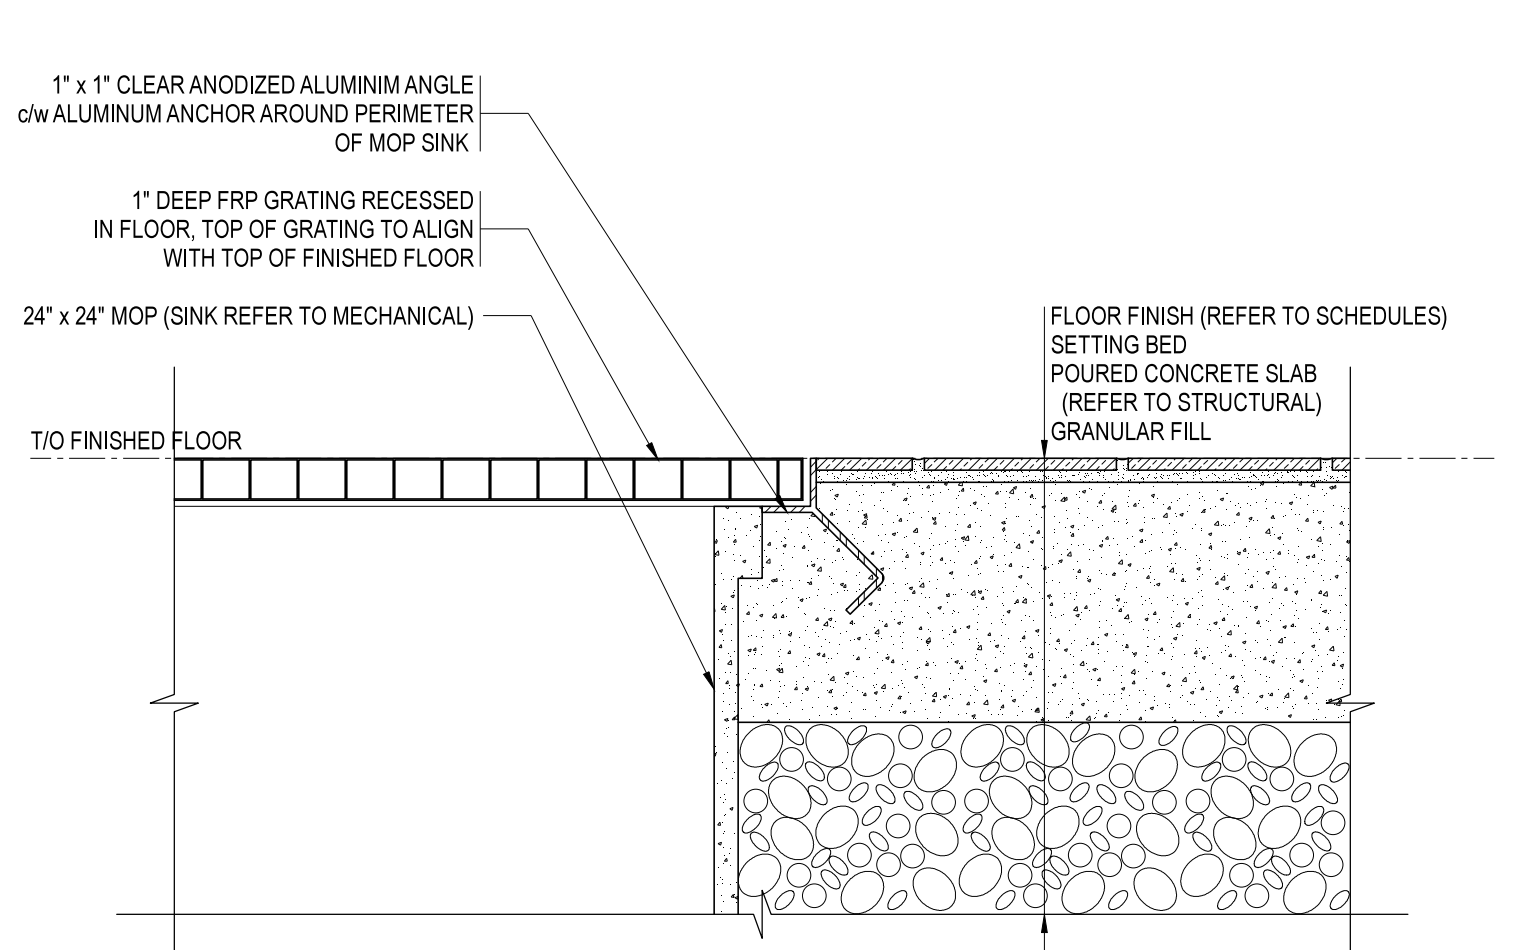 1" x 1" CLEAR ANODIZED ALUMINIM ANGLE
c/w ALUMINUM ANCHOR AROUND PERIMETER
OF MOP SINK
1" DEEP FRP GRATING RECESSED
IN FLOOR, TOP OF GRATING TO ALIGN
WITH TOP OF FINISHED FLOOR
24" x 24" MOP (SINK REFER TO MECHANICAL)
T/O FINISHED FLOOR
FLOOR FINISH (REFER TO SCHEDULES)
SETTING BED
POURED CONCRETE SLAB
(REFER TO STRUCTURAL)
GRANULAR FILL